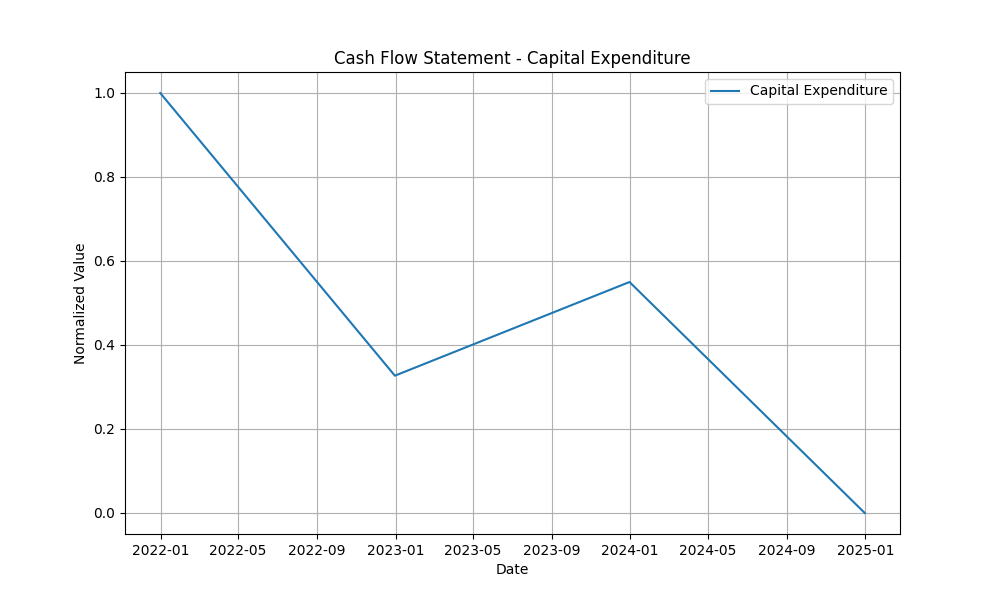 Cash Flow Statement - Capital Expenditure
Capital Expenditure
Normalized Value
1.0
0.8
0.6
0.4
0.2
0.0
2022-01 2022-05 2022-09 2023-01 2023-05 2023-09 2024-01 2024-05 2024-09 2025-01
Date